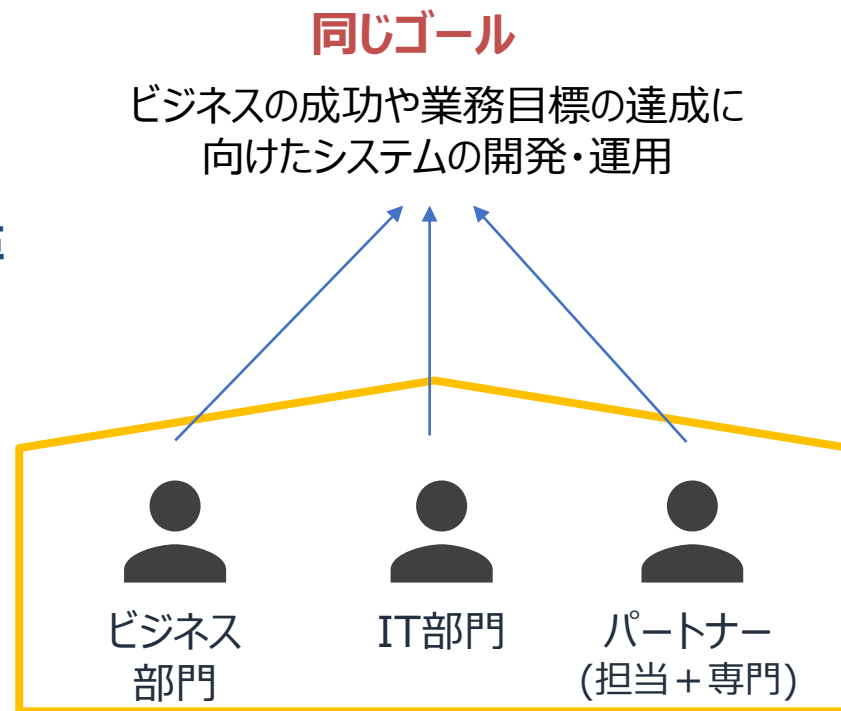 同じゴール
ビジネスの成功や業務目標の達成に
向けたシステムの開発・運用
ビジネス
部門
IT部門
パートナー
(担当＋専門)